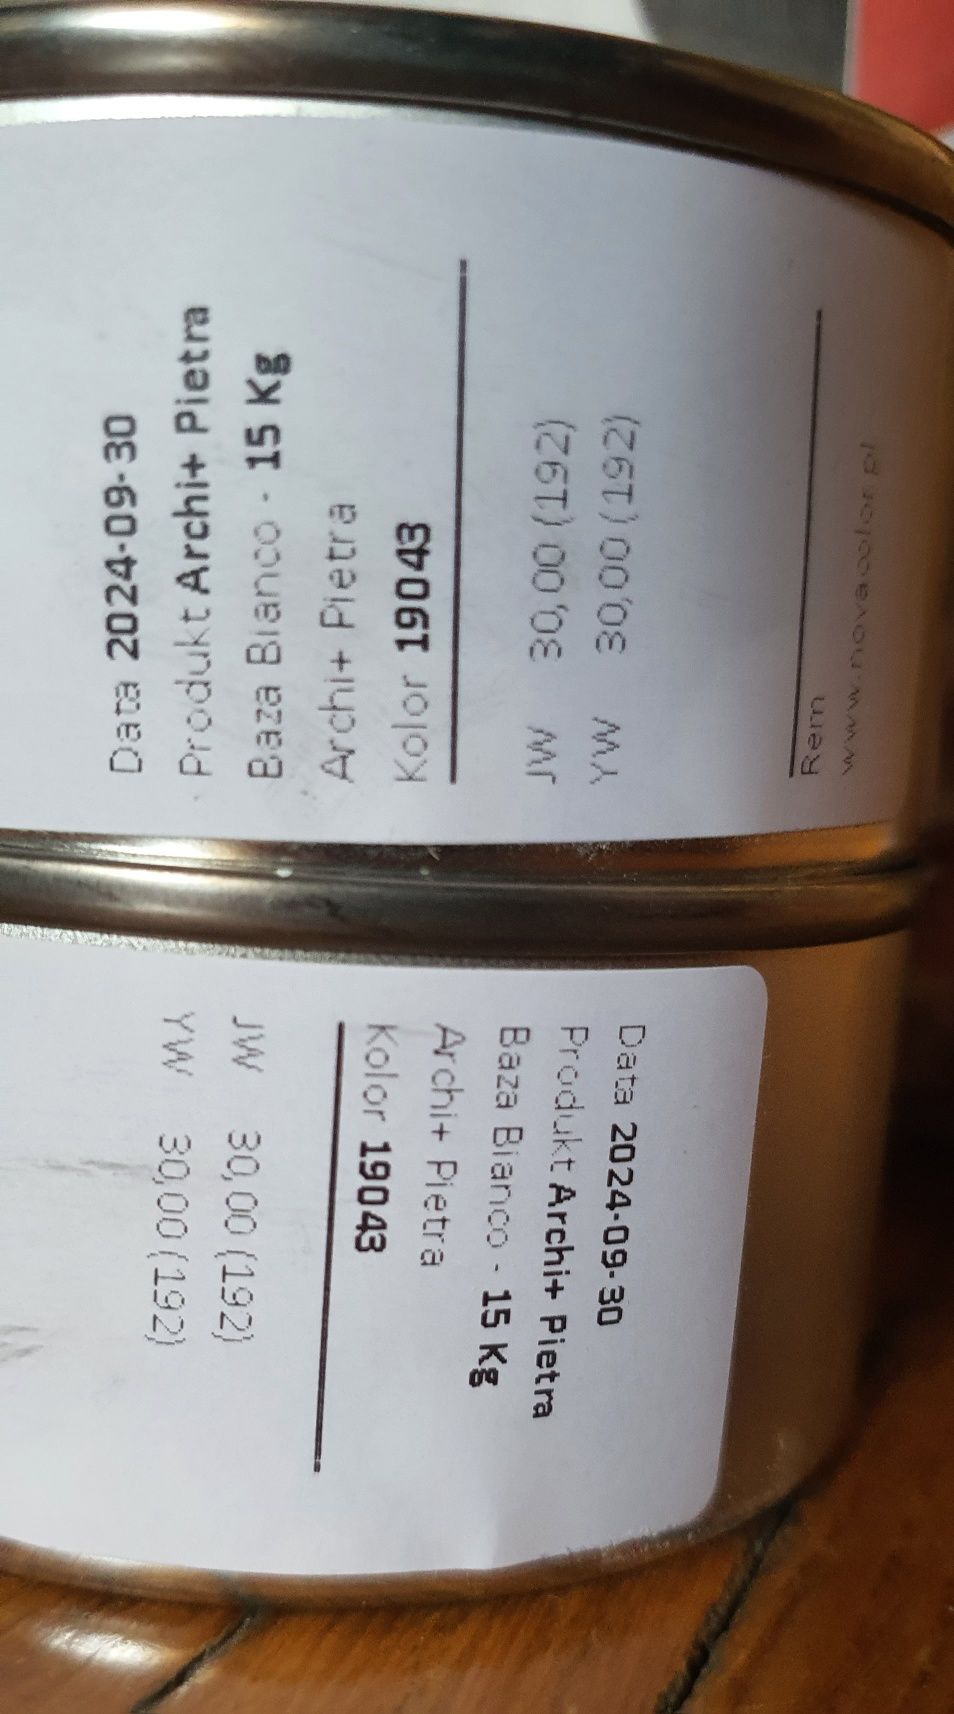 Data 2024-09-30
Produkt Archi+ Pietra
Baza Bianco - 15 Kg
Archi+ Pietra
Kolor 19043
JW 30,00 (192)
YW 30,00 (192)
Rem
www.novacolor.pl
Data 2024-09-30
Produkt Archi+ Pietra
Baza Bianco - 15 Kg
Archi+ Pietra
Kolor 19043
JW 30,00 (192)
YW 30,00 (192)